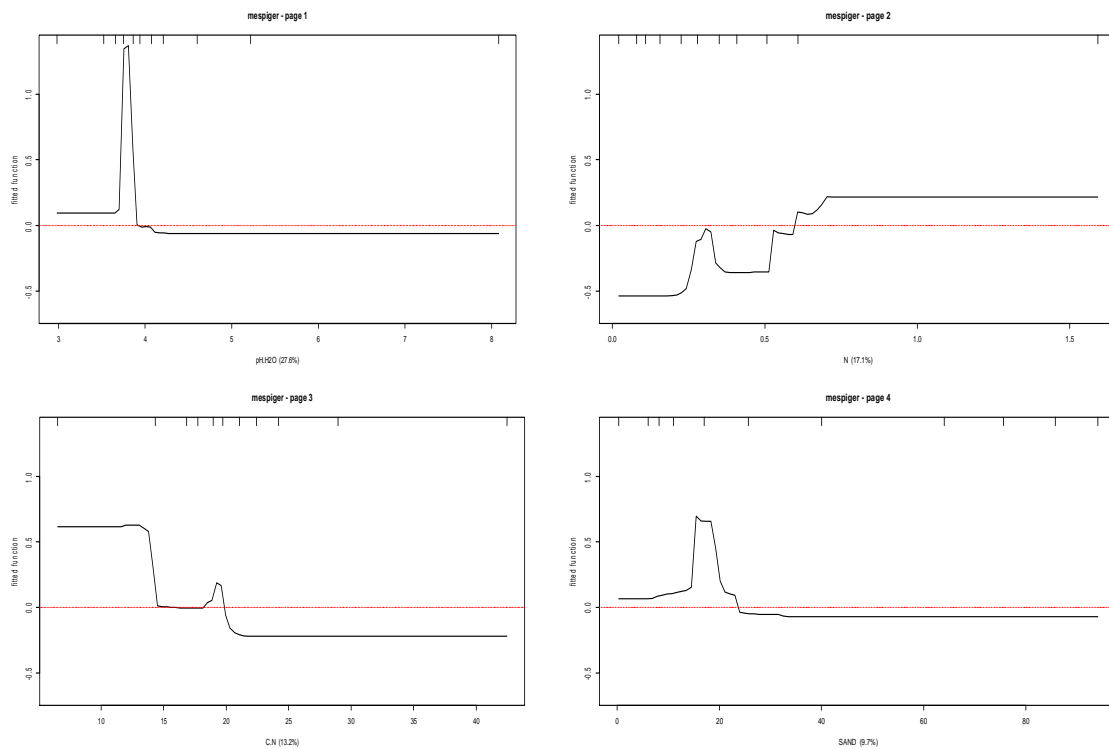 mespiger - page 1
fitted function
1.0
0.5
0.0
-0.5
3 4 5 6 7 8
pH.H2O (27.6%)
mespiger - page 2
fitted function
1.0
0.5
0.0
-0.5
0.0 0.5 1.0 1.5
N (17.1%)
mespiger - page 3
fitted function
1.0
0.5
0.0
-0.5
10 15 20 25 30 35 40
C.N (13.2%)
mespiger - page 4
fitted function
1.0
0.5
0.0
-0.5
0 20 40 60 80
SAND (9.7%)